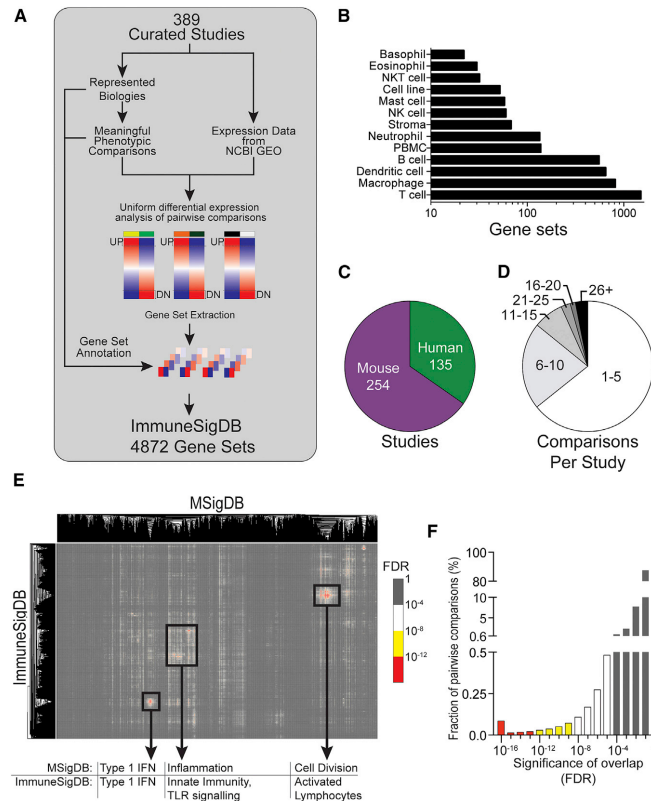 A
389
Curated Studies
Represented
Biologies
Meaningful
Phenotypic
Comparisons
Expression Data
from
NCBI GEO
Uniform differential expression
analysis of pairwise comparisons
UP
UP
UP
DN
DN
DN
Gene Set Extraction
Gene Set
Annotation
ImmuneSigDB
4872 Gene Sets
B
Basophil
Eosinophil
NKT cell
Cell line
Mast cell
NK cell
Stroma
Neutrophil
PBMC
B cell
Dendritic cell
Macrophage
T cell
10 100 1000
Gene sets
C
Mouse
254
Human
135
Studies
D
16-20
26+
21-25
11-15
6-10
1-5
Comparisons
Per Study
E
MSigDB
ImmuneSigDB
FDR
1
10-4
10-8
10-12
MSigDB: Type 1 IFN Inflammation Cell Division
ImmuneSigDB: Type 1 IFN Innate Immunity, TLR signalling Activated Lymphocytes
F
Fraction of pairwise comparisons (%)
100
80
10
5
0.6
0.50
0.25
0.0
10-16 10-12 10-8 10-4
Significance of overlap
(FDR)